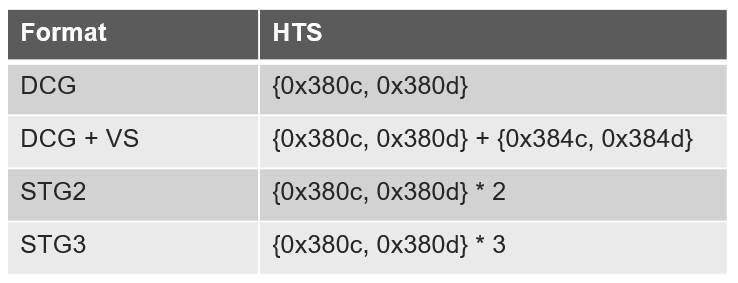 Format HTS
DCG {0x380c, 0x380d}
DCG + VS {0x380c, 0x380d} + {0x384c, 0x384d}
STG2 {0x380c, 0x380d} * 2
STG3 {0x380c, 0x380d} * 3